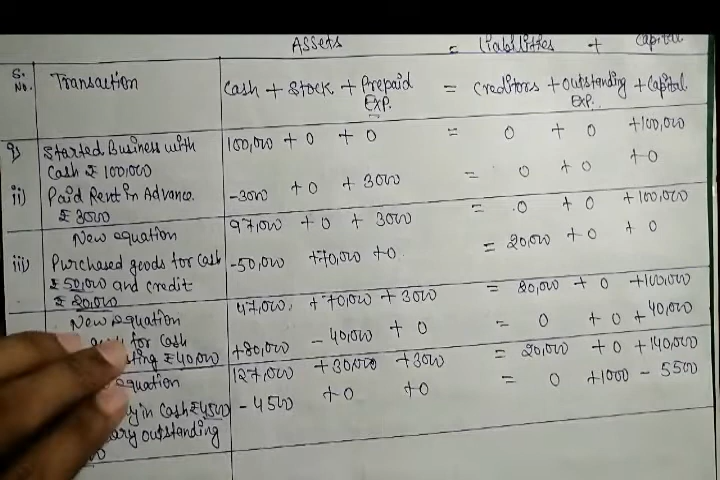 Assets = Liabilities + Capital
S. No. Transaction Cash + Stock + Prepaid Exp. = Creditors + Outstanding Exp. + Capital
i) Started Business with 100,000 + 0 + 0 = 0 + 0 +100,000
Cash ₹ 100,000
ii) Paid Rent in Advance. -3000 + 0 + 3000 = 0 + 0 +0
₹ 3000
New equation 97,000 + 0 + 3000 = 0 + 0 +100,000
iii) Purchased goods for cash -50,000 +70,000 +0 = 20,000 + 0 + 0
₹ 50,000 and credit
₹ 20,000
New equation 47,000 +70,000 + 3000 = 20,000 + 0 +100,000
for cash +80,000 - 40,000 + 0 = 0 + 0 + 40,000
₹ 40,000
equation 127,000 +30,000 +3000 = 20,000 + 0 +140,000
in cash ₹ 4500 - 4500 +0 +0 = 0 +1000 - 5500
outstanding